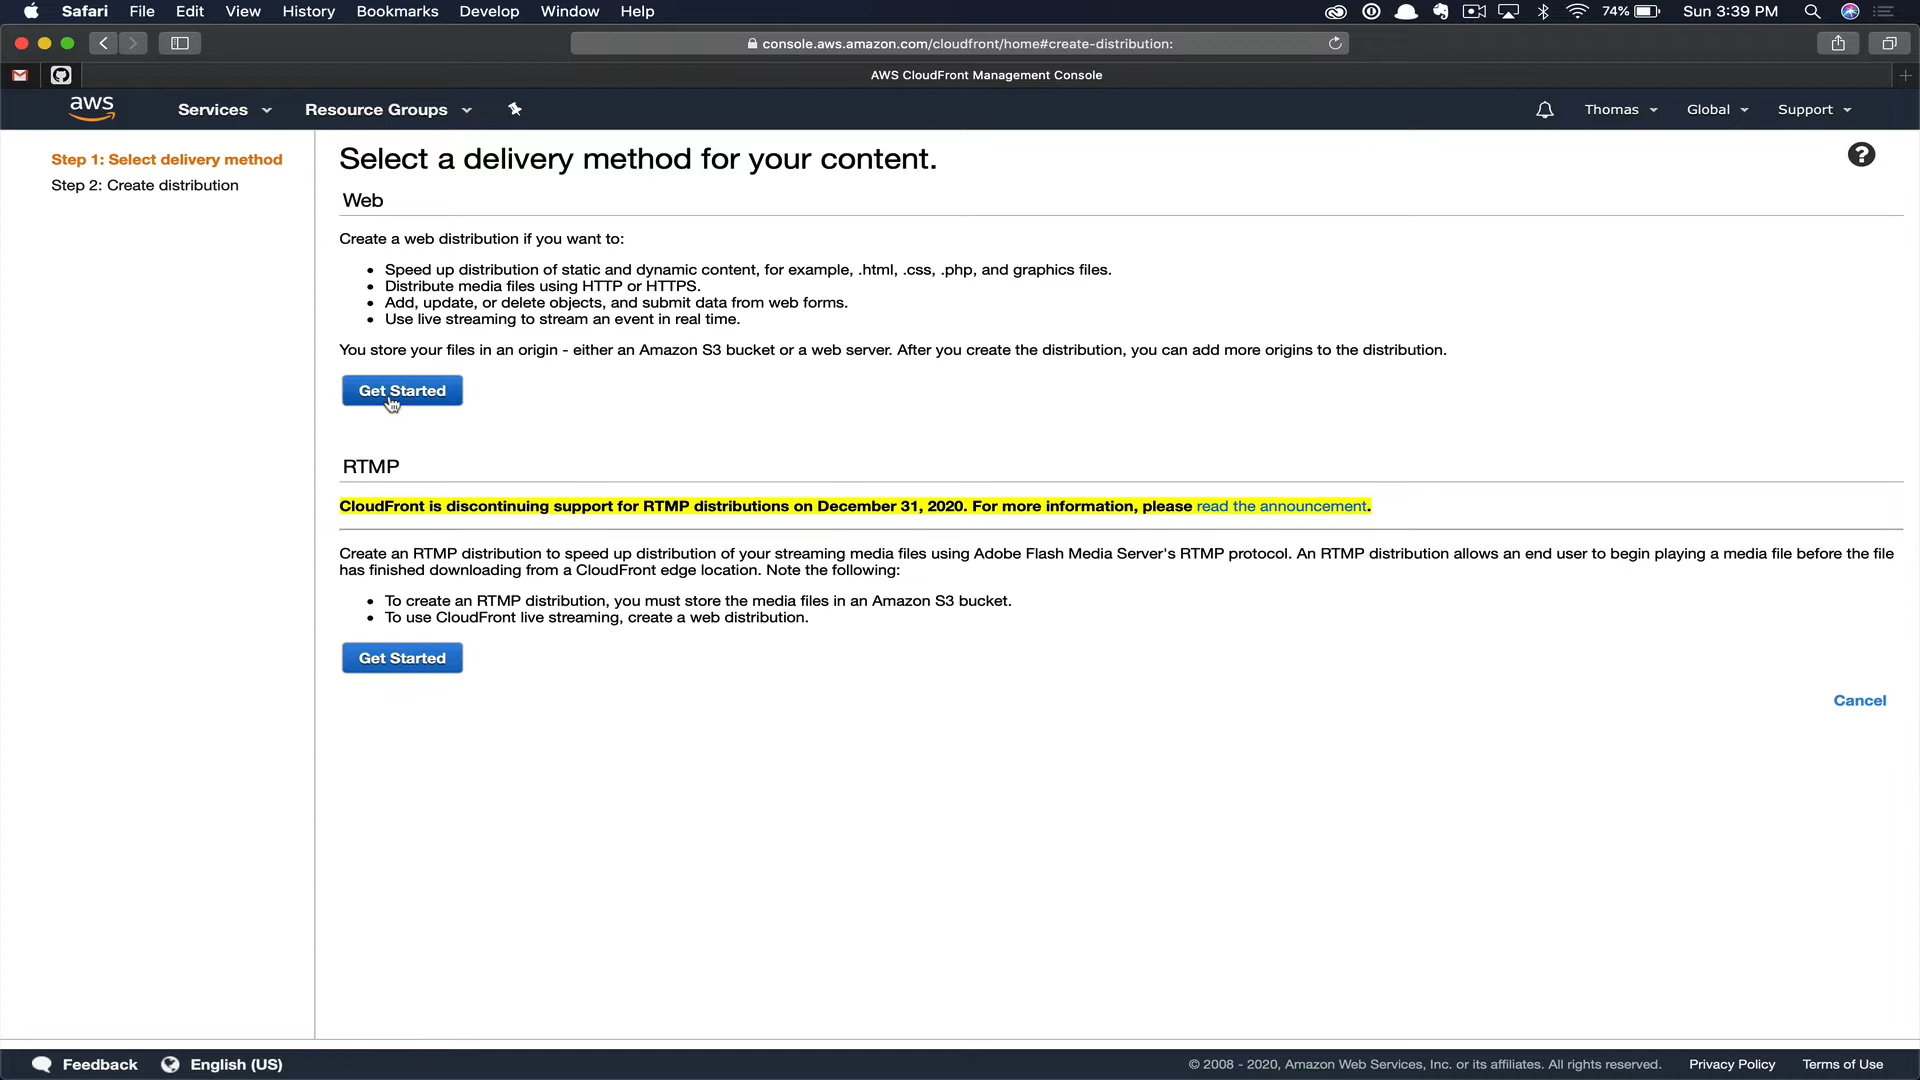 Safari File Edit View History Bookmarks Develop Window Help 74% Sun 3:39 PM
console.aws.amazon.com/cloudfront/home#create-distribution:
AWS CloudFront Management Console
aws Services Resource Groups Thomas Global Support
Step 1: Select delivery method
Step 2: Create distribution
Select a delivery method for your content.
?
Web
Create a web distribution if you want to:
• Speed up distribution of static and dynamic content, for example, .html, .css, .php, and graphics files.
• Distribute media files using HTTP or HTTPS.
• Add, update, or delete objects, and submit data from web forms.
• Use live streaming to stream an event in real time.
You store your files in an origin - either an Amazon S3 bucket or a web server. After you create the distribution, you can add more origins to the distribution.
Get Started
RTMP
CloudFront is discontinuing support for RTMP distributions on December 31, 2020. For more information, please read the announcement.
Create an RTMP distribution to speed up distribution of your streaming media files using Adobe Flash Media Server's RTMP protocol. An RTMP distribution allows an end user to begin playing a media file before the file
has finished downloading from a CloudFront edge location. Note the following:
• To create an RTMP distribution, you must store the media files in an Amazon S3 bucket.
• To use CloudFront live streaming, create a web distribution.
Get Started
Cancel
Feedback English (US) © 2008 - 2020, Amazon Web Services, Inc. or its affiliates. All rights reserved. Privacy Policy Terms of Use